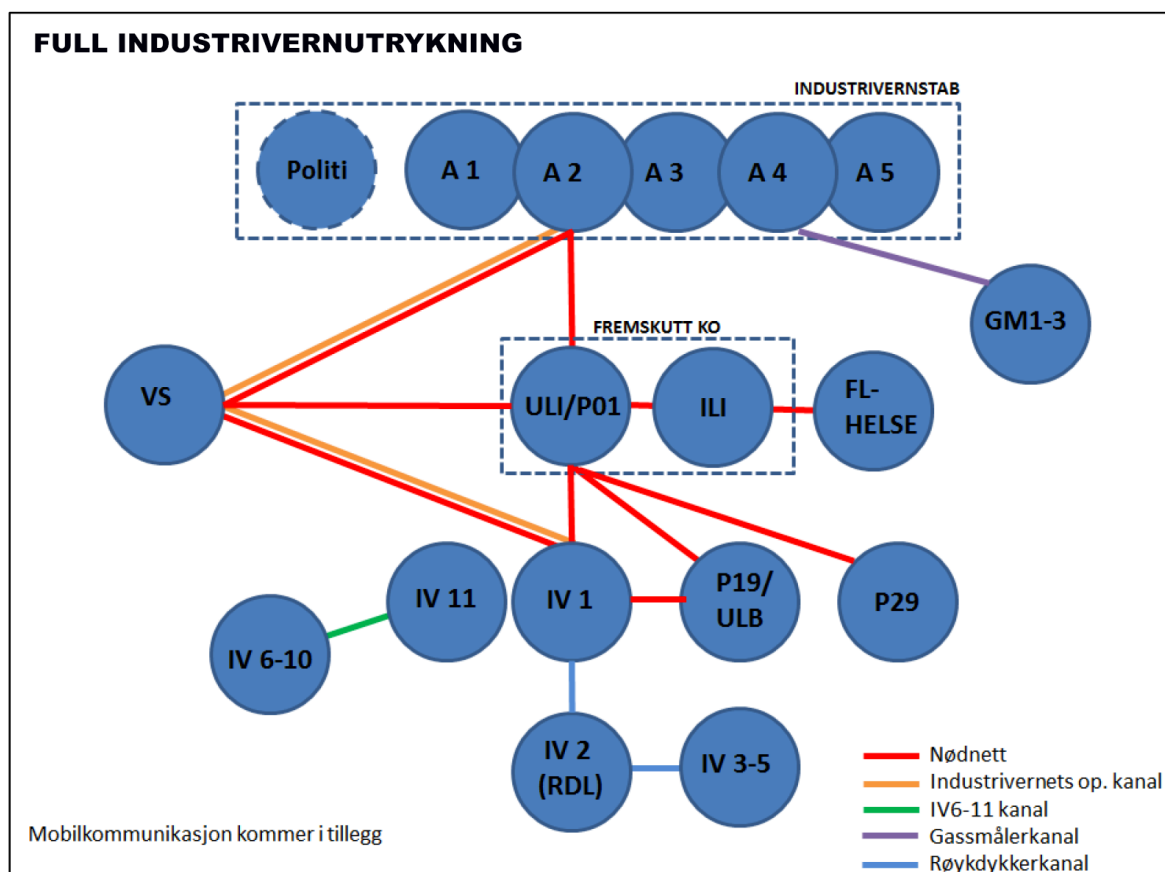 FULL INDUSTRIVERNUTRYKNING
INDUSTRIVERNSTAB
Politi
A 1
A 2
A 3
A 4
A 5
GM1-3
FREMSKUTT KO
VS
ULI/P01
ILI
FL-
HELSE
IV 11
IV 1
P19/
ULB
P29
IV 6-10
IV 2
(RDL)
IV 3-5
Nødnett
Industrivernets op. kanal
IV6-11 kanal
Gassmålerkanal
Røykdykkerkanal
Mobilkommunikasjon kommer i tillegg